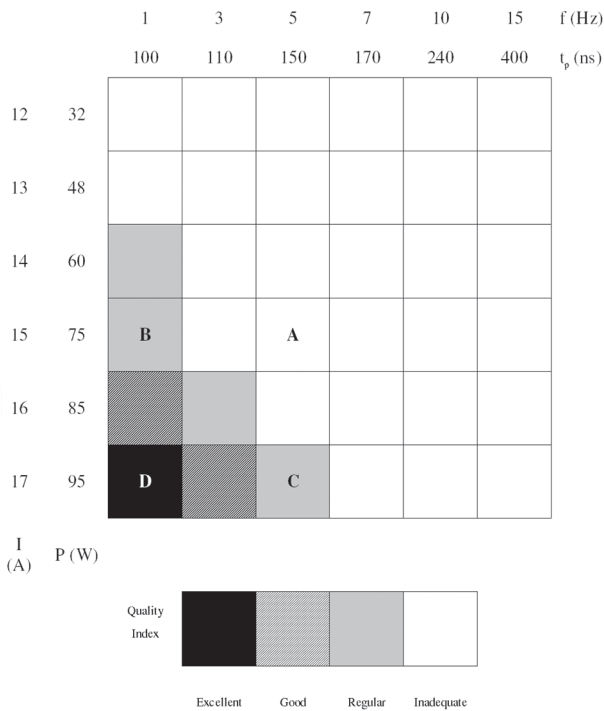 1 3 5 7 10 15 f (Hz)
100 110 150 170 240 400 tp (ns)
12 32
13 48
14 60
15 75 B A
16 85
17 95 D C
I
(A)
P (W)
Quality
Index
Excellent Good Regular Inadequate